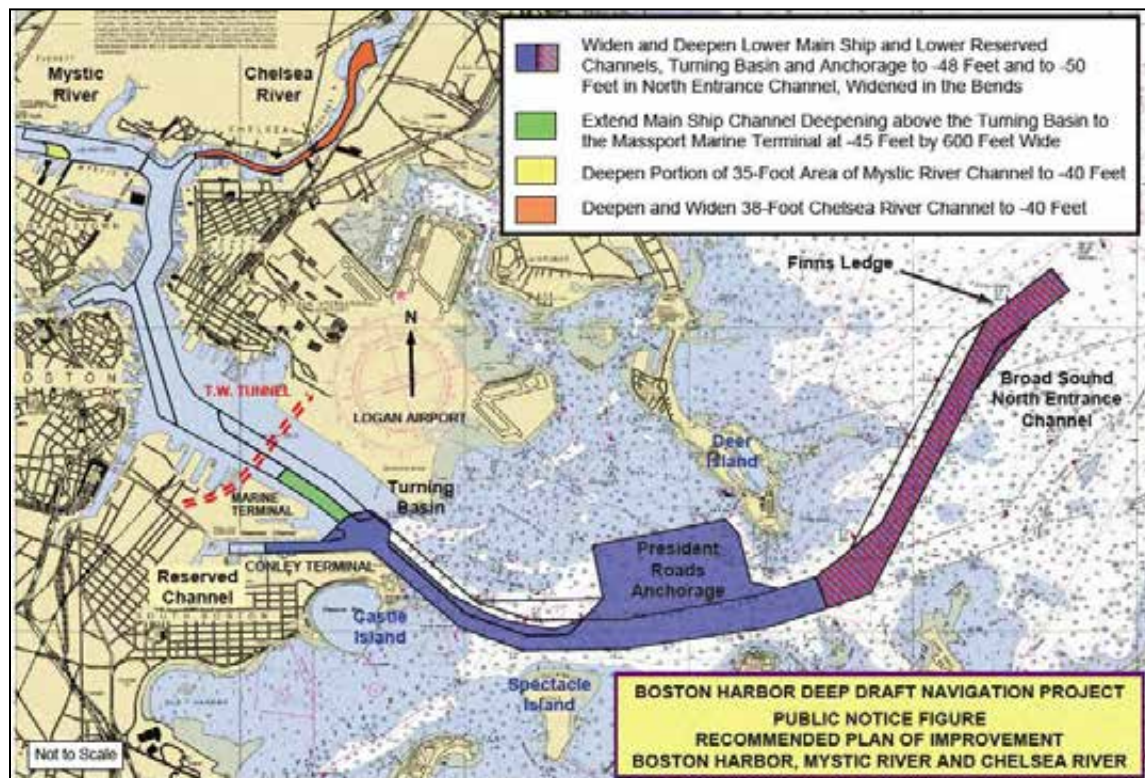 Widen and Deepen Lower Main Ship and Lower Reserved
Channels, Turning Basin and Anchorage to -48 Feet and to -50
Feet in North Entrance Channel, Widened in the Bends
Extend Main Ship Channel Deepening above the Turning Basin to
the Massport Marine Terminal at -45 Feet by 600 Feet Wide
Deepen Portion of 35-Foot Area of Mystic River Channel to -40 Feet
Deepen and Widen 38-Foot Chelsea River Channel to -40 Feet
EVERETT
Mystic
River
Chelsea
River
CHELSEA
Finns Ledge
N
T.W. TUNNEL
LOGAN AIRPORT
Broad Sound
North Entrance
Channel
Deer
Island
Turning
Basin
MARINE
TERMINAL
President
Roads
Anchorage
CONLEY TERMINAL
Reserved
Channel
SOUTH BOSTON
Castle
Island
Spectacle
Island
Not to Scale
BOSTON HARBOR DEEP DRAFT NAVIGATION PROJECT
PUBLIC NOTICE FIGURE
RECOMMENDED PLAN OF IMPROVEMENT
BOSTON HARBOR, MYSTIC RIVER AND CHELSEA RIVER